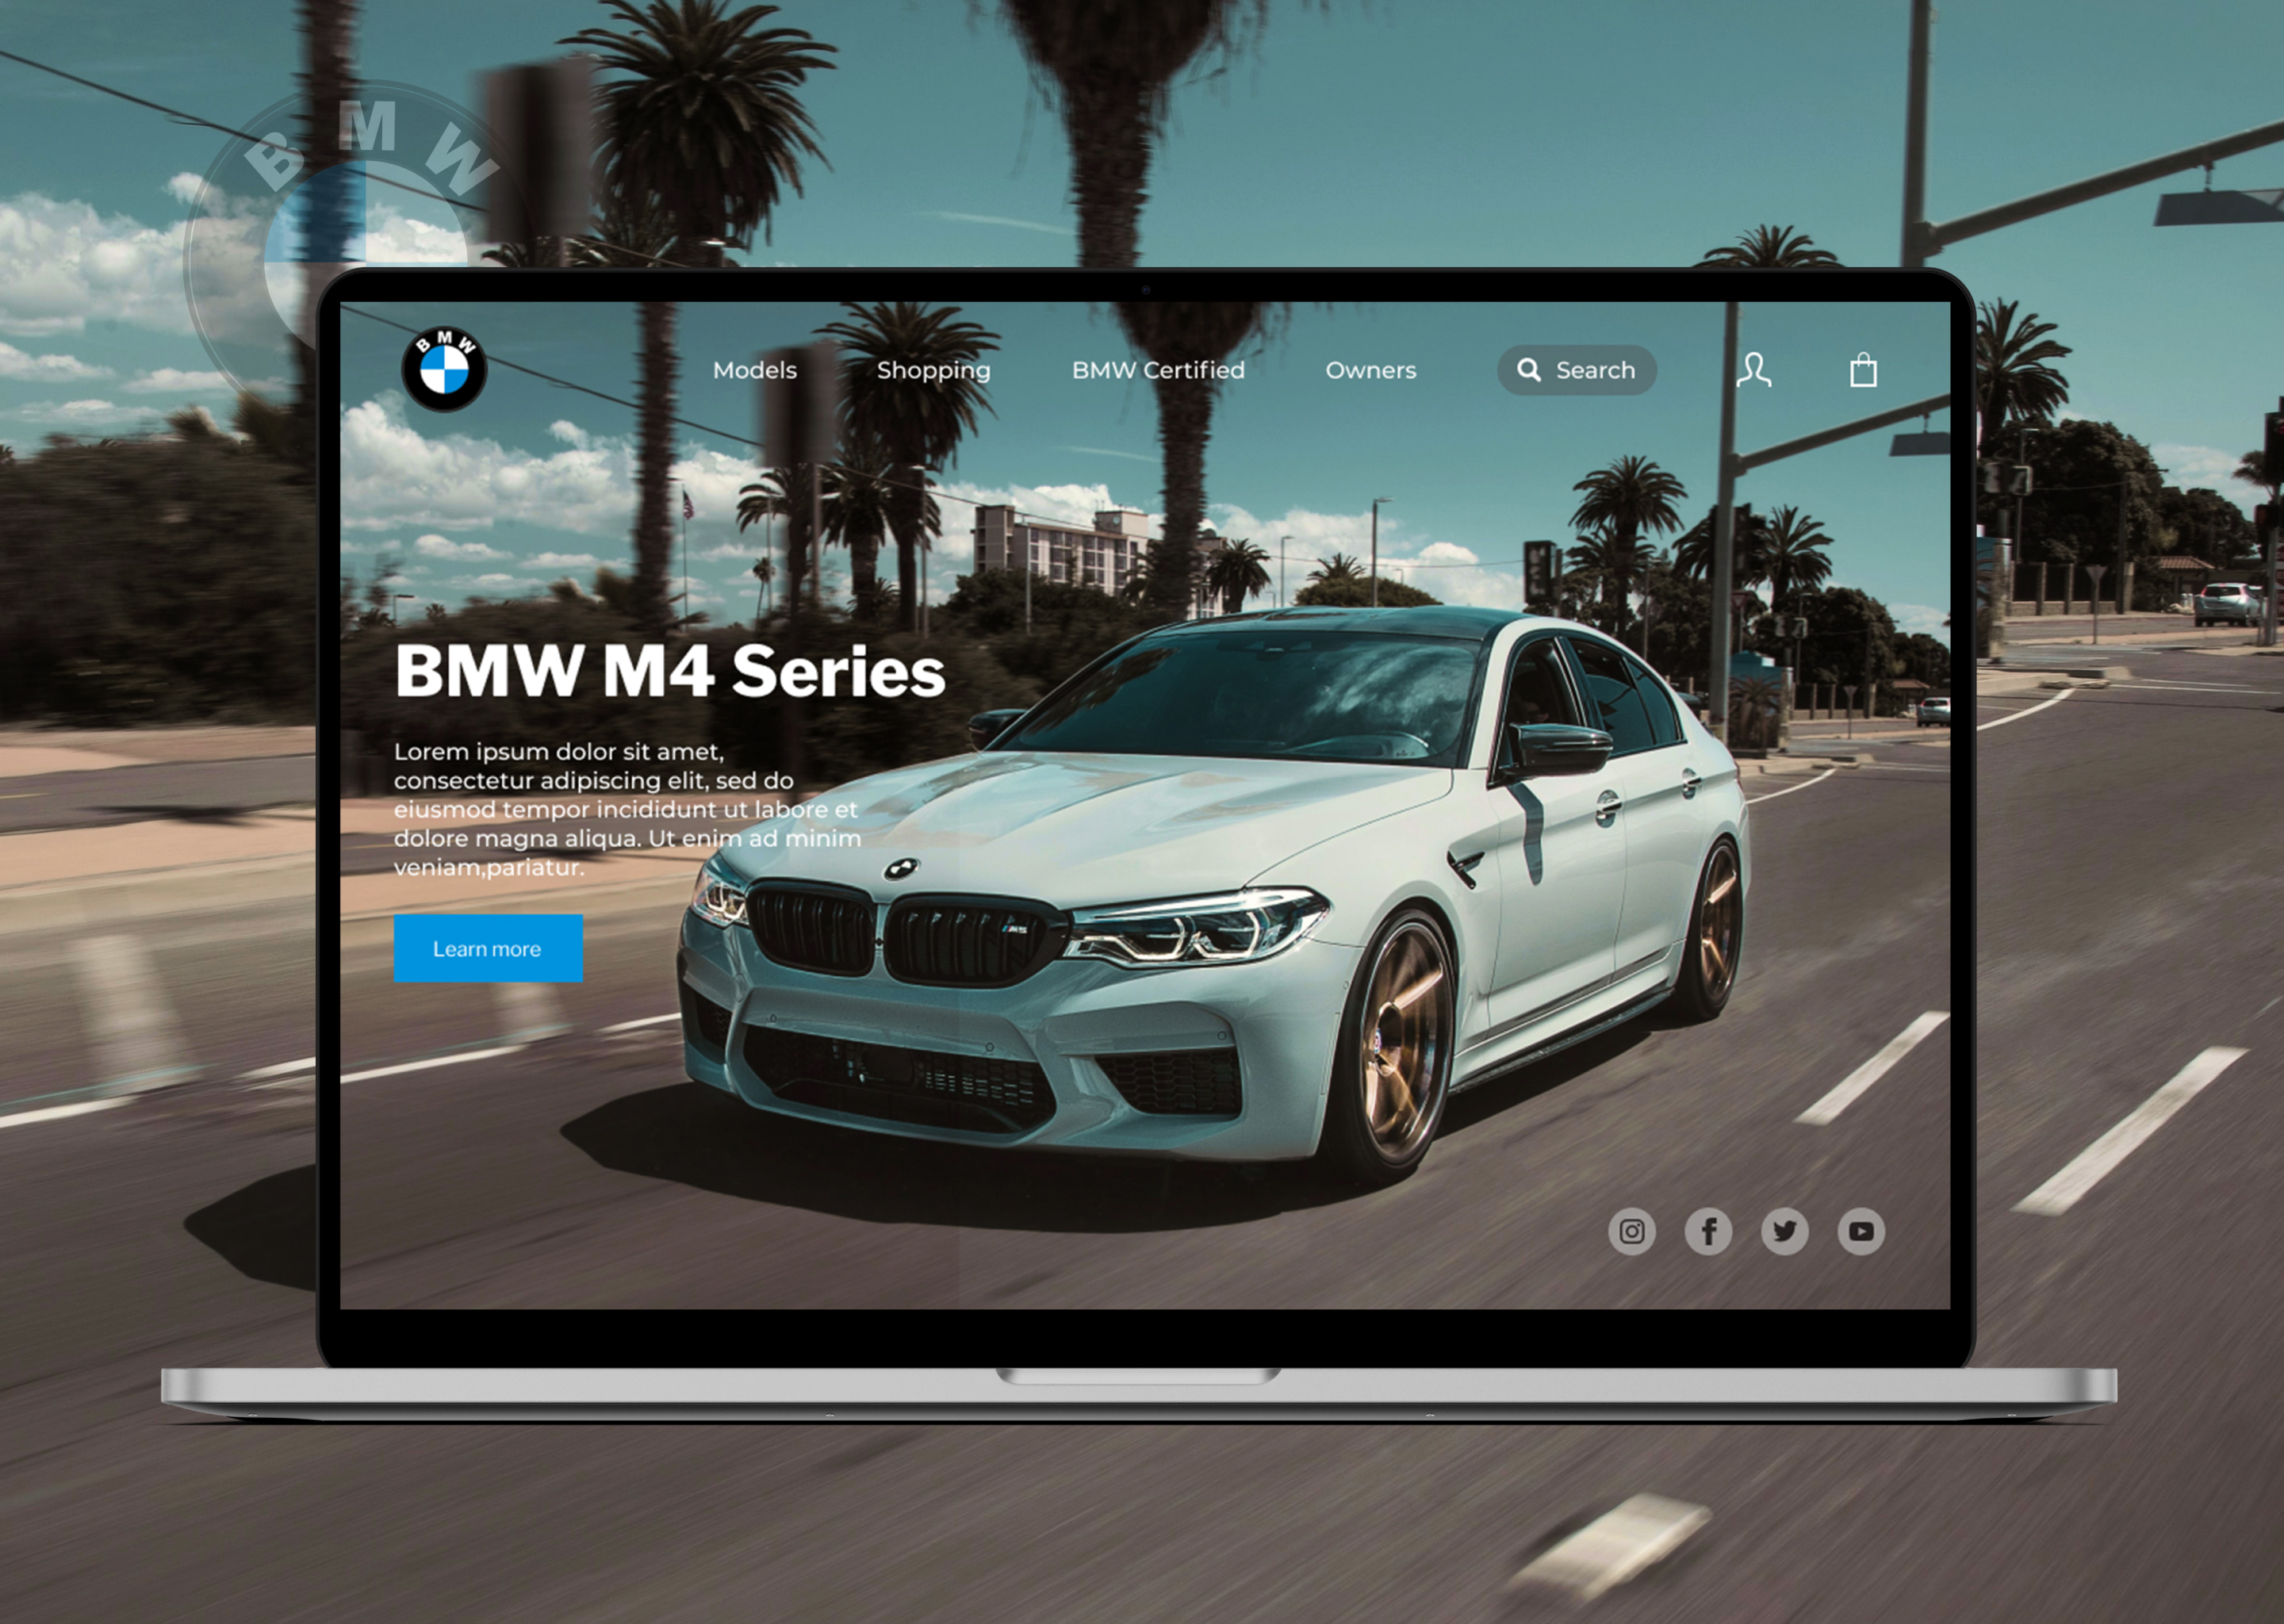 BMW
BMW
Models
Shopping
BMW Certified
Owners
Search
BMW M4 Series
Lorem ipsum dolor sit amet,
consectetur adipiscing elit, sed do
eiusmod tempor incididunt ut labore et
dolore magna aliqua. Ut enim ad minim
veniam,pariatur.
Learn more
M5